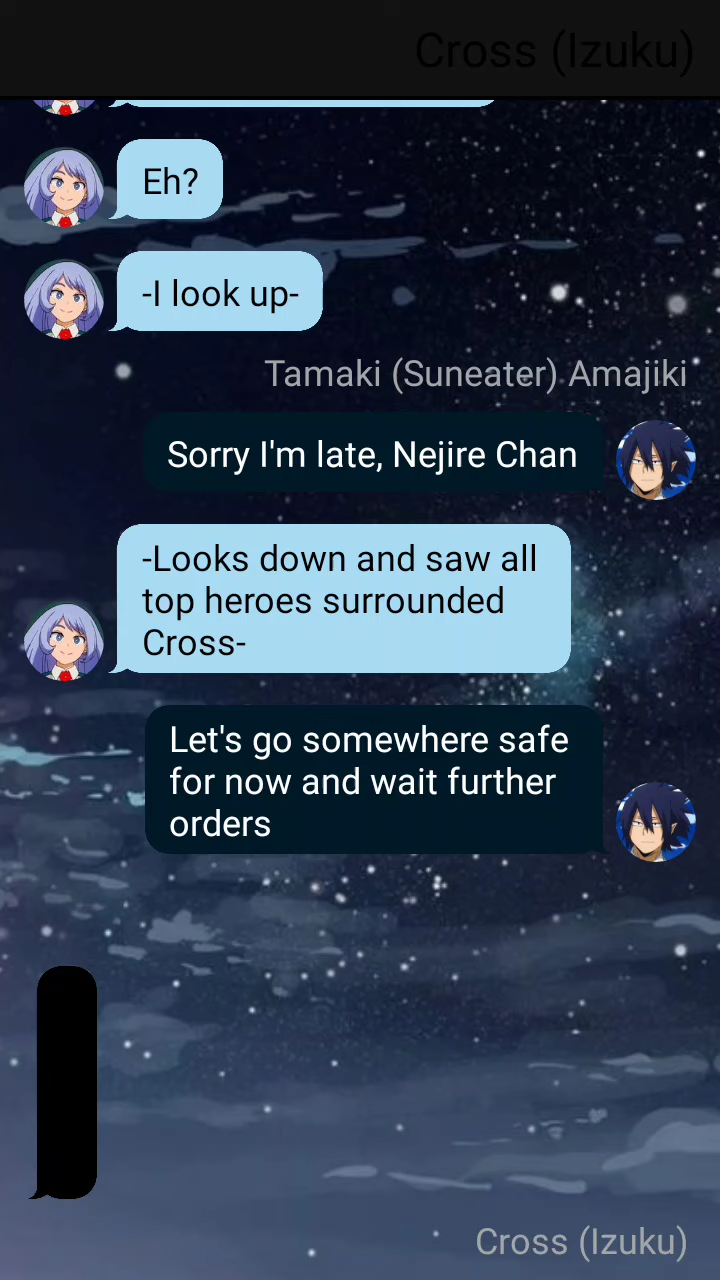 Cross (Izuku)
Eh?
-I look up-
Tamaki (Suneater) Amajiki
Sorry I'm late, Nejire Chan
-Looks down and saw all
top heroes surrounded
Cross-
Let's go somewhere safe
for now and wait further
orders
Cross (Izuku)